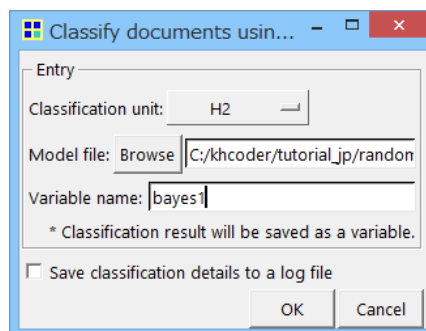 Classify documents usin...
Entry
Classification unit: H2
Model file: Browse C:/khcoder/tutorial_jp/random
Variable name: bayes1
* Classification result will be saved as a variable.
Save classification details to a log file
OK Cancel